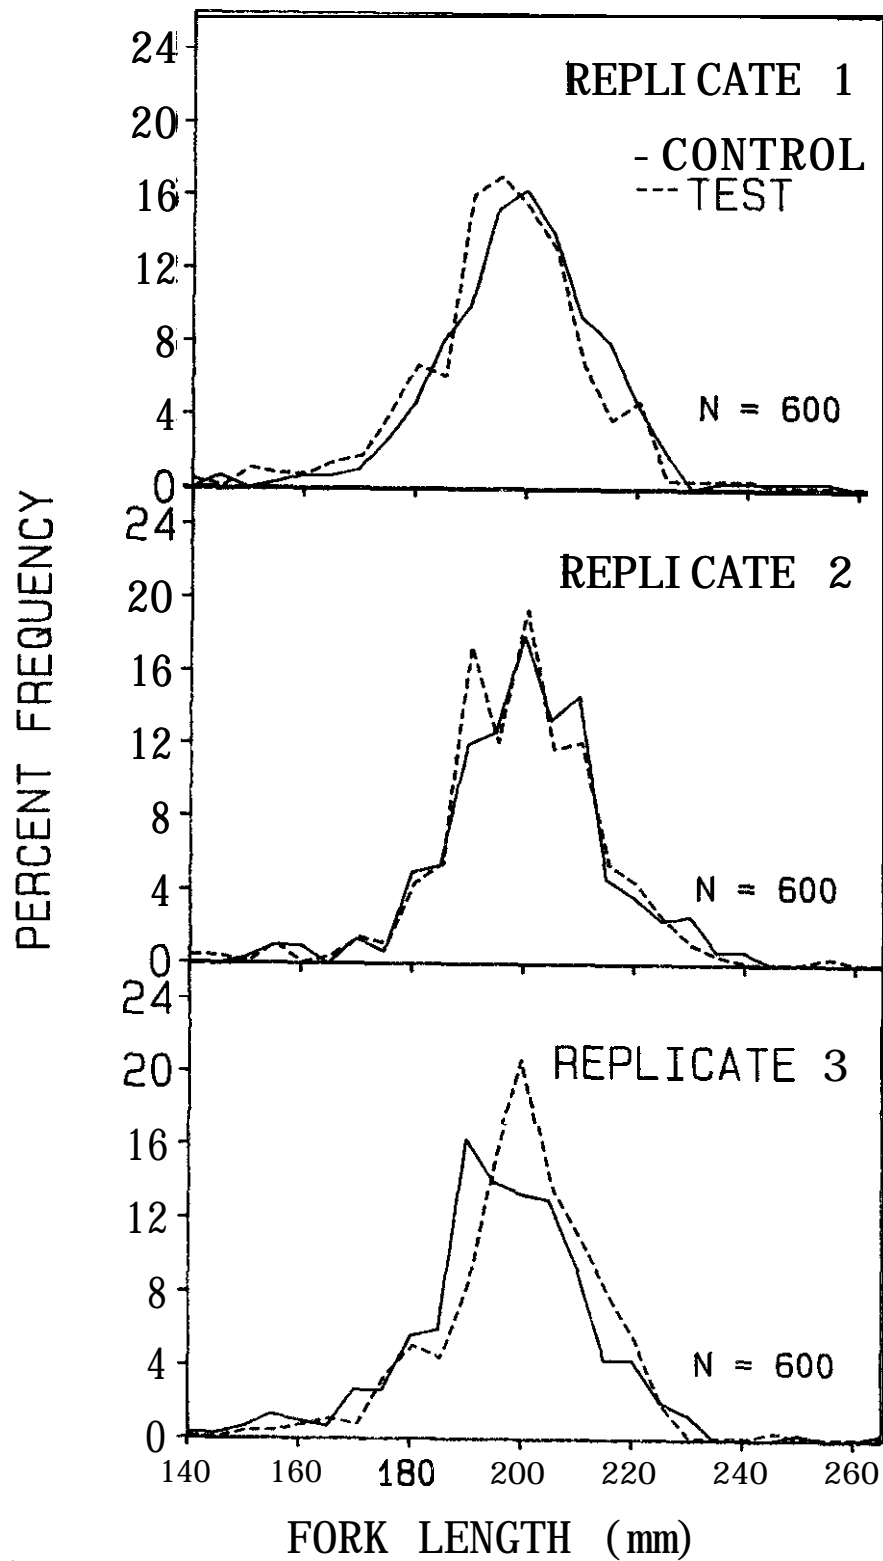 24
REPLICATE 1
20
- CONTROL
--- TEST
16
12
8
4
N = 600
0
24
REPLICATE 2
20
16
12
8
4
N = 600
0
24
REPLICATE 3
20
16
12
8
4
N = 600
0
140 160 180 200 220 240 260
FORK LENGTH (mm)
PERCENT FREQUENCY